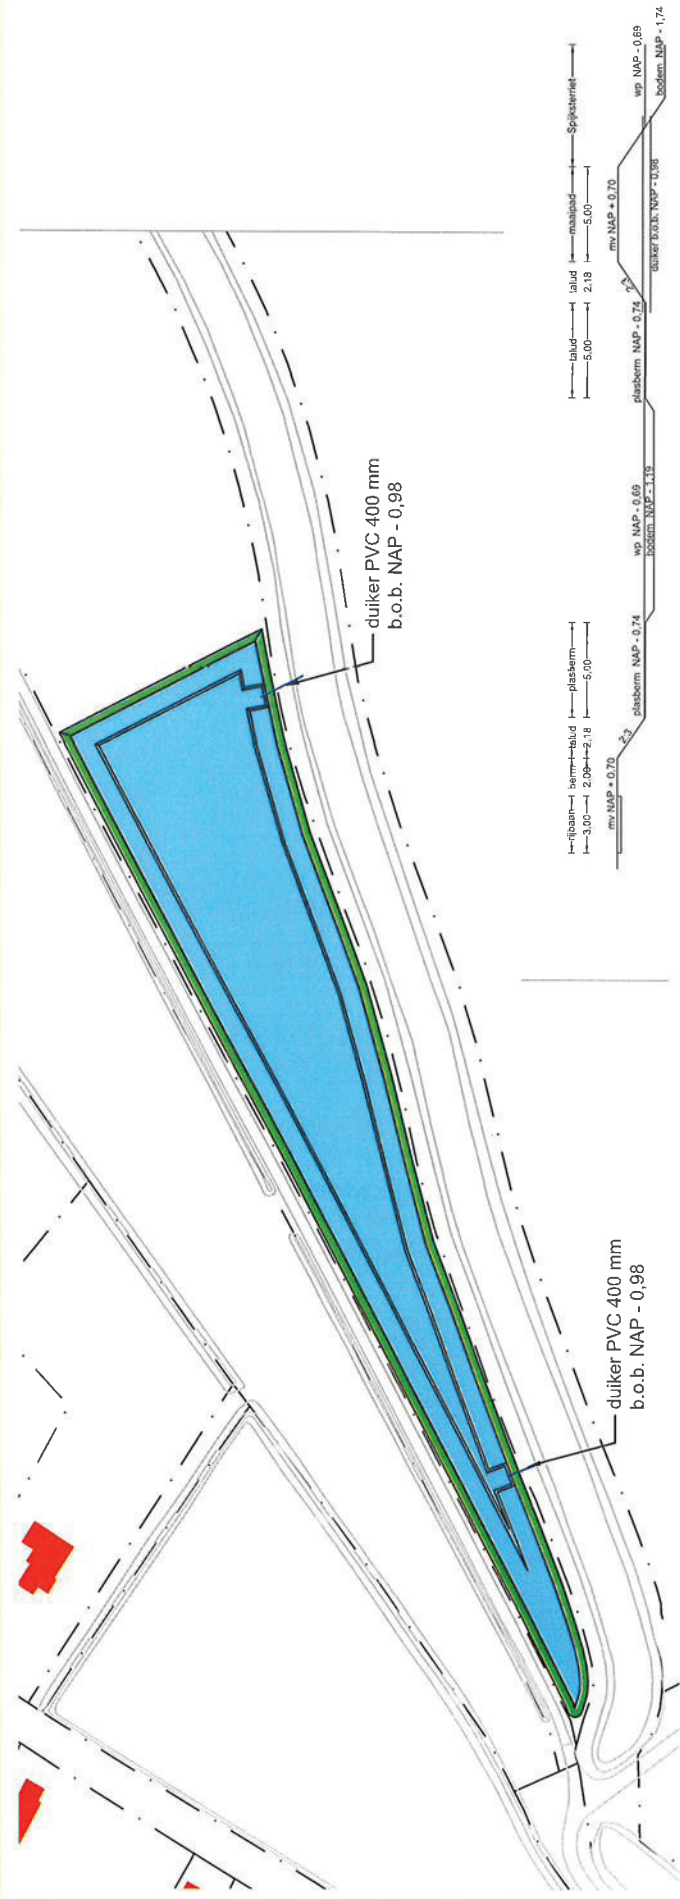 duiker PVC 400 mm
b.o.b. NAP - 0,98
duiker PVC 400 mm
b.o.b. NAP - 0,98
rijbaan berm talud plasberm talud talud maaipad Spijksterriet
3.00 2.00 2,18 5,00 5,00 2,18 5,00
mv NAP + 0,70
2:3
plasberm NAP - 0,74
wp NAP - 0,69
bodem NAP - 1,19
plasberm NAP - 0,74
mv NAP + 0,70
duiker b.o.b. NAP - 0,98
wp NAP - 0,69
bodem NAP - 1,74